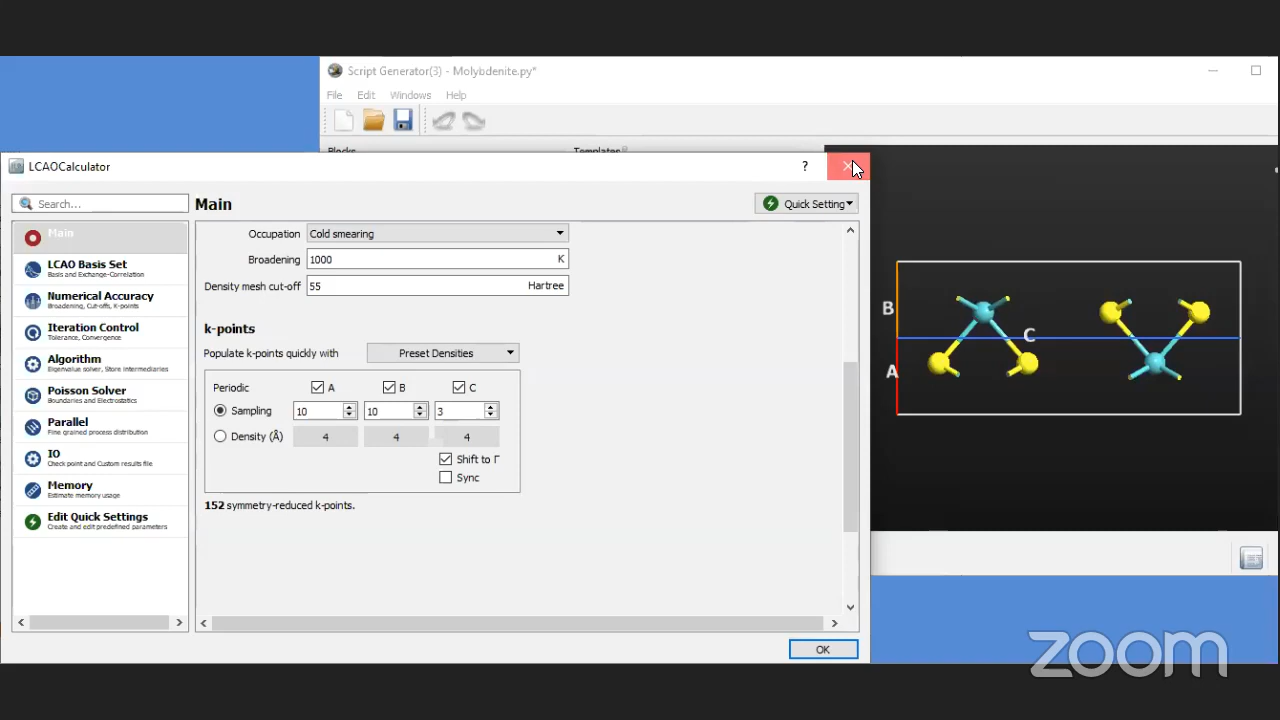 Script Generator(3) - Molybdenite.py*
File Edit Windows Help
Blocks Templates
LCAOCalculator ?
Search...
Main
Quick Setting
Main
LCAO Basis Set
Basis and Exchange-Correlation
Numerical Accuracy
Broadening, Cut-offs, K-points
Iteration Control
Tolerance, Convergence
Algorithm
Eigenvalue solver, Store intermediaries
Poisson Solver
Boundaries and Electrostatics
Parallel
Fine grained process distribution
IO
Check point and Custom results file
Memory
Estimate memory usage
Edit Quick Settings
Create and edit predefined parameters
Occupation Cold smearing
Broadening 1000 K
Density mesh cut-off 55 Hartree
k-points
Populate k-points quickly with Preset Densities
Periodic A B C
Sampling 10 10 3
Density (Å) 4 4 4
Shift to Γ
Sync
152 symmetry-reduced k-points.
OK
B
C
A
zoom